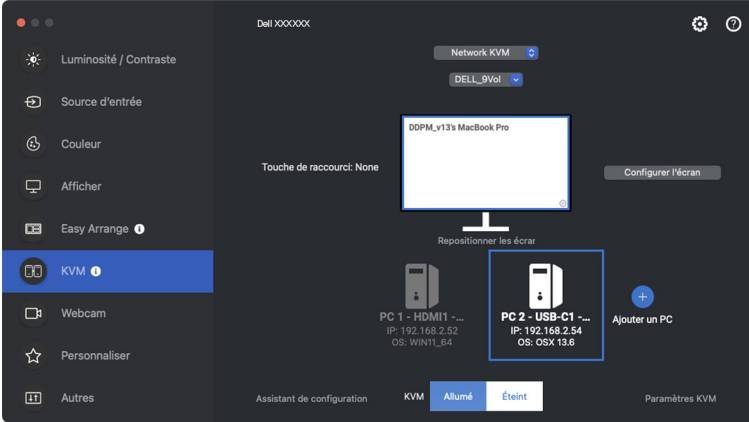 Dell XXXXXX
Luminosité / Contraste
Source d'entrée
Couleur
Afficher
Easy Arrange
KVM
Webcam
Personnaliser
Autres
Network KVM
DELL_9Vol
DDPM_v13's MacBook Pro
Touche de raccourci: None
Configurer l'écran
Repositionner les écrar
PC 1 - HDMI1 -...
IP: 192.168.2.52
OS: WIN11_64
PC 2 - USB-C1 -...
IP: 192.168.2.54
OS: OSX 13.6
Ajouter un PC
Assistant de configuration
KVM
Allumé
Éteint
Paramètres KVM